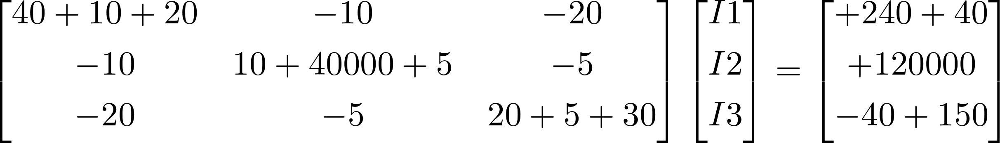 [40 + 10 + 20 −10 −20] [I1] [+240 + 40]
[−10 10 + 40000 + 5 −5] [I2] = [+120000]
[−20 −5 20 + 5 + 30] [I3] [−40 + 150]